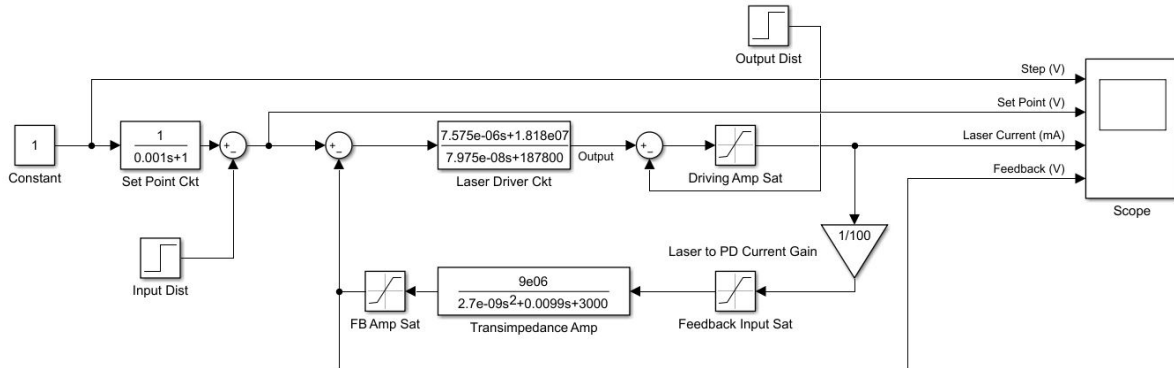 Output Dist
Step (V)
Set Point (V)
Laser Current (mA)
Feedback (V)
Scope
1
Constant
1
0.001s+1
Set Point Ckt
+
−
+
−
7.575e-06s+1.818e07
7.975e-08s+187800
Laser Driver Ckt
Output
+
−
Driving Amp Sat
1/100
Laser to PD Current Gain
Input Dist
FB Amp Sat
9e06
2.7e-09s²+0.0099s+3000
Transimpedance Amp
Feedback Input Sat